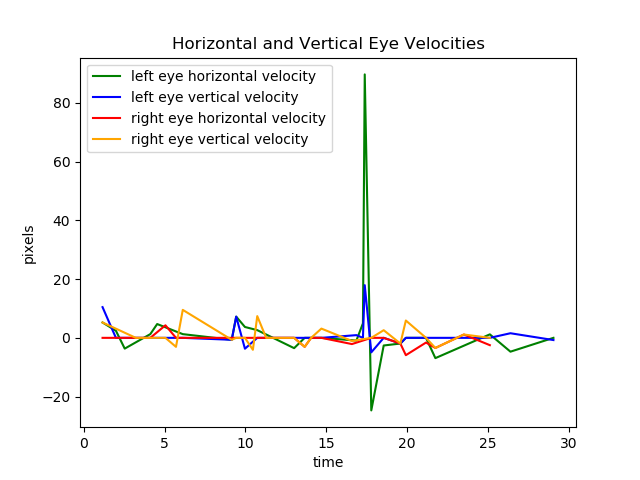 Horizontal and Vertical Eye Velocities
left eye horizontal velocity
left eye vertical velocity
right eye horizontal velocity
right eye vertical velocity
80
60
40
20
0
−20
pixels
0 5 10 15 20 25 30
time